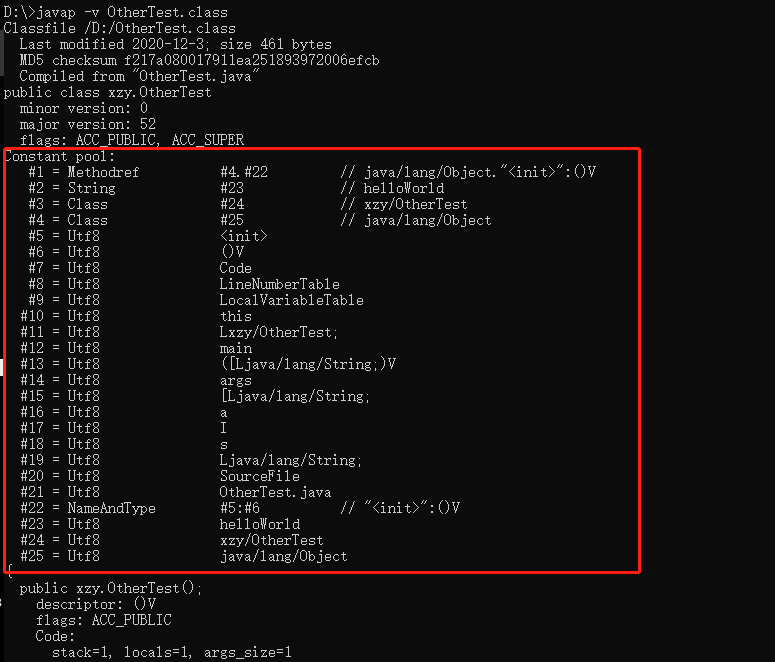 D:\>javap -v OtherTest.class
Classfile /D:/OtherTest.class
  Last modified 2020-12-3; size 461 bytes
  MD5 checksum f217a080017911ea251893972006efcb
  Compiled from "OtherTest.java"
public class xzy.OtherTest
  minor version: 0
  major version: 52
  flags: ACC_PUBLIC, ACC_SUPER
Constant pool:
   #1 = Methodref          #4.#22         // java/lang/Object."<init>":()V
   #2 = String             #23            // helloWorld
   #3 = Class              #24            // xzy/OtherTest
   #4 = Class              #25            // java/lang/Object
   #5 = Utf8               <init>
   #6 = Utf8               ()V
   #7 = Utf8               Code
   #8 = Utf8               LineNumberTable
   #9 = Utf8               LocalVariableTable
  #10 = Utf8               this
  #11 = Utf8               Lxzy/OtherTest;
  #12 = Utf8               main
  #13 = Utf8               ([Ljava/lang/String;)V
  #14 = Utf8               args
  #15 = Utf8               [Ljava/lang/String;
  #16 = Utf8               a
  #17 = Utf8               I
  #18 = Utf8               s
  #19 = Utf8               Ljava/lang/String;
  #20 = Utf8               SourceFile
  #21 = Utf8               OtherTest.java
  #22 = NameAndType        #5:#6          // "<init>":()V
  #23 = Utf8               helloWorld
  #24 = Utf8               xzy/OtherTest
  #25 = Utf8               java/lang/Object
{
  public xzy.OtherTest();
    descriptor: ()V
    flags: ACC_PUBLIC
    Code:
      stack=1, locals=1, args_size=1